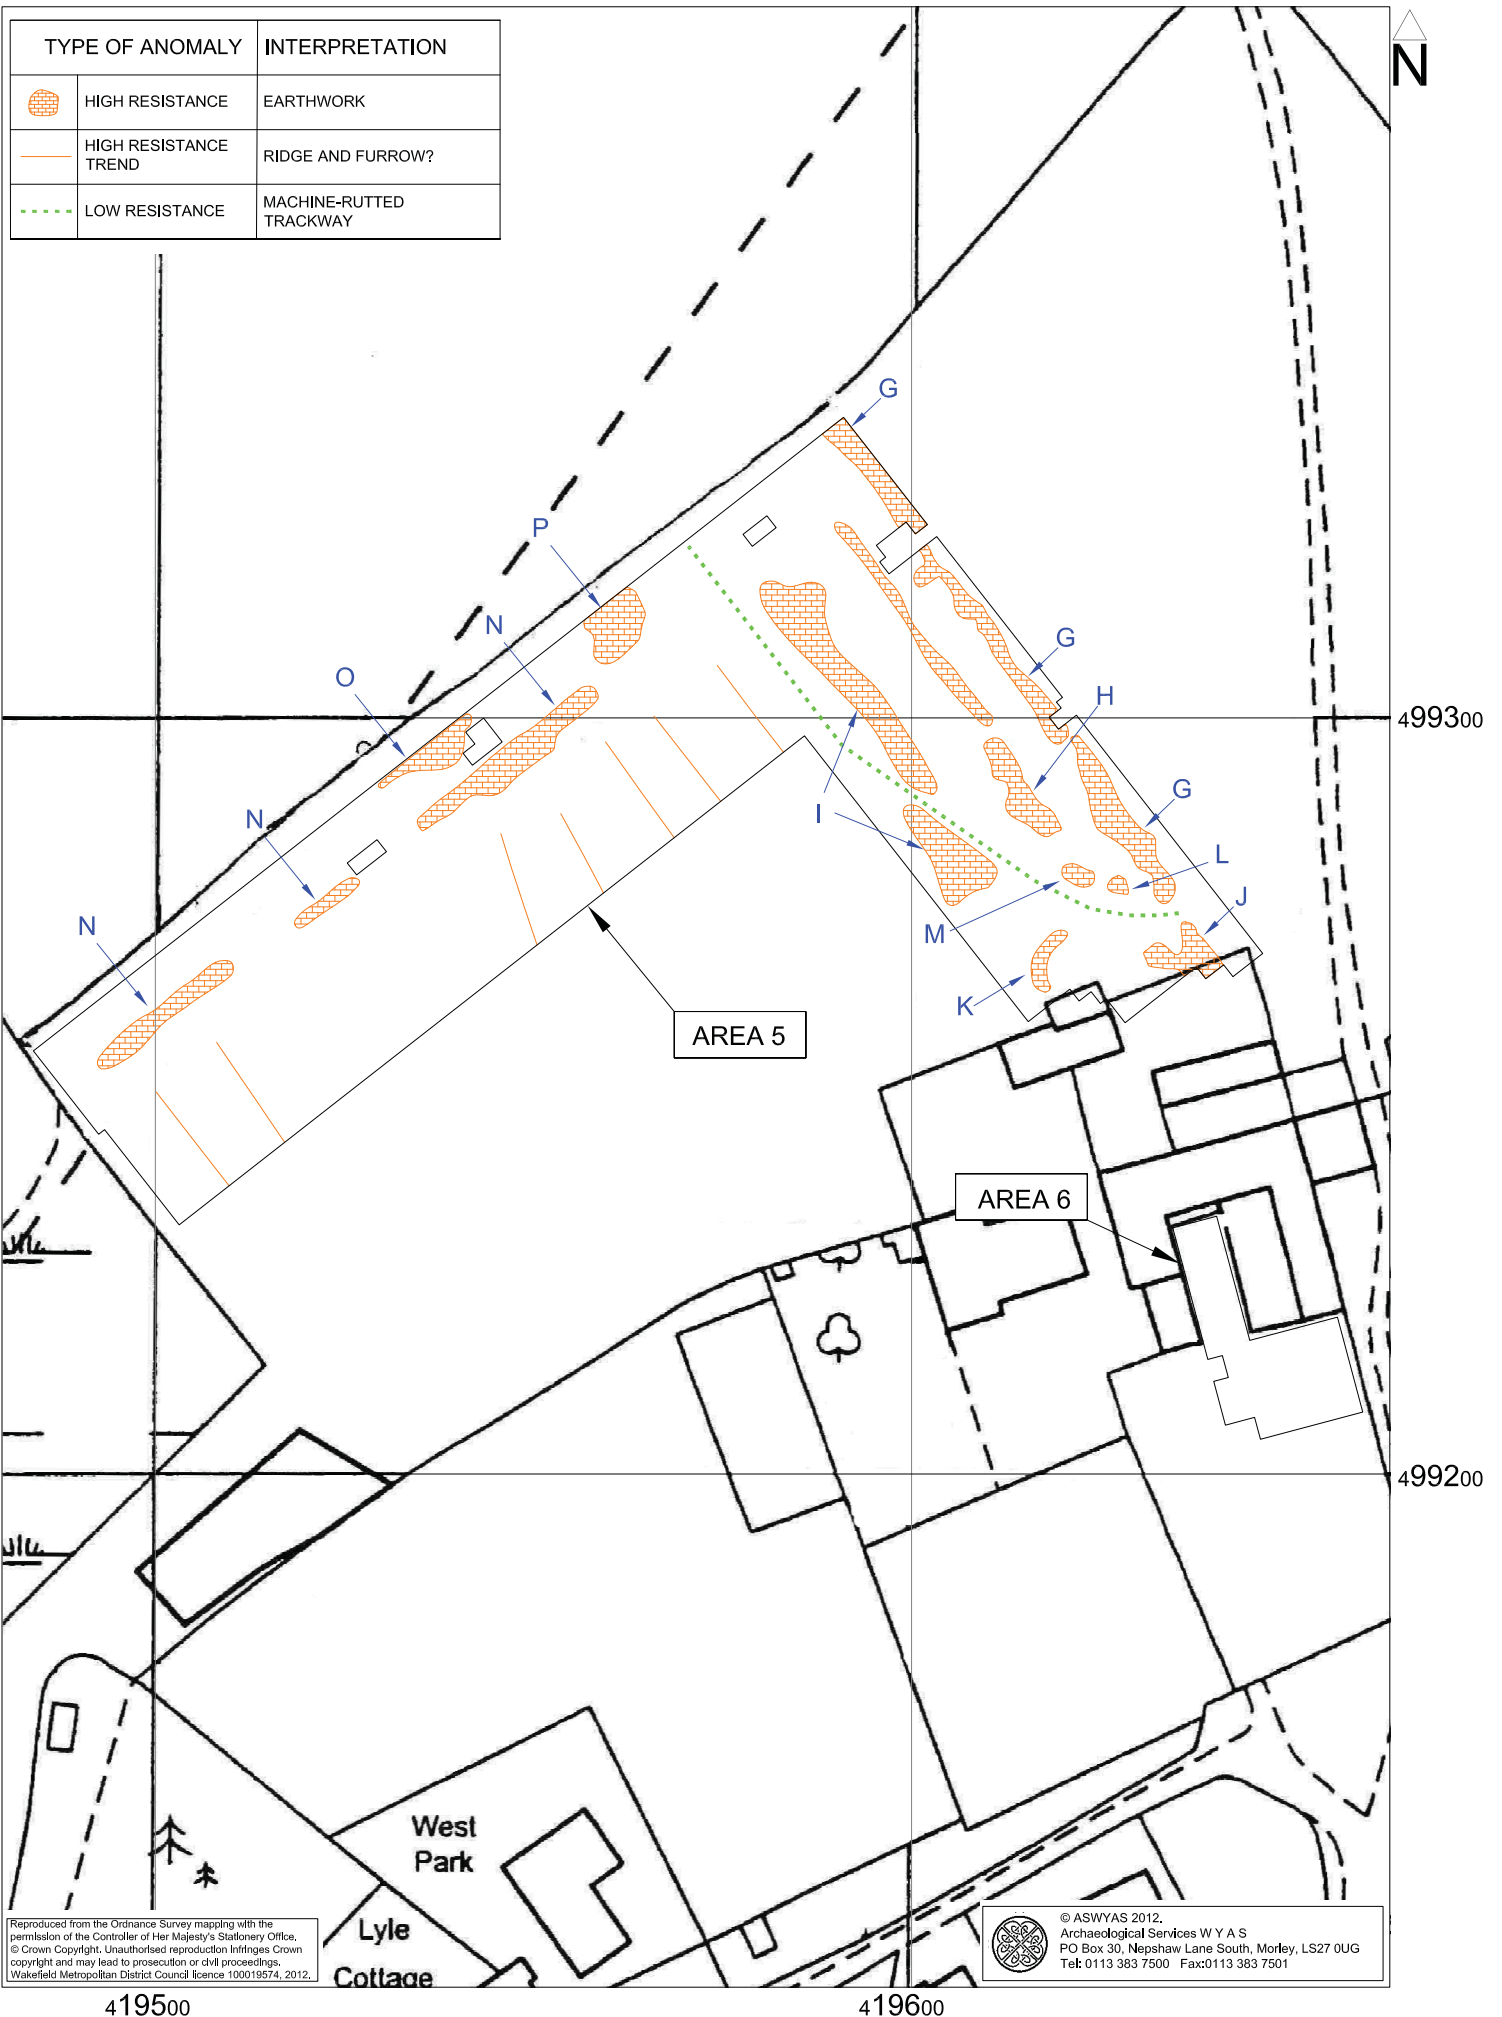 TYPE OF ANOMALY INTERPRETATION
HIGH RESISTANCE EARTHWORK
HIGH RESISTANCE
TREND
RIDGE AND FURROW?
LOW RESISTANCE
MACHINE-RUTTED
TRACKWAY
N
G
P
N
O
G
H
N
I
G
L
M
J
N
K
AREA 5
AREA 6
499300
499200
West
Park
Lyle
Cottage
Reproduced from the Ordnance Survey mapping with the
permission of the Controller of Her Majesty's Stationery Office.
© Crown Copyright. Unauthorised reproduction infringes Crown
copyright and may lead to prosecution or civil proceedings.
Wakefield Metropolitan District Council licence 100019574, 2012.
© ASWYAS 2012.
Archaeological Services W Y A S
PO Box 30, Nepshaw Lane South, Morley, LS27 0UG
Tel: 0113 383 7500 Fax:0113 383 7501
419500
419600